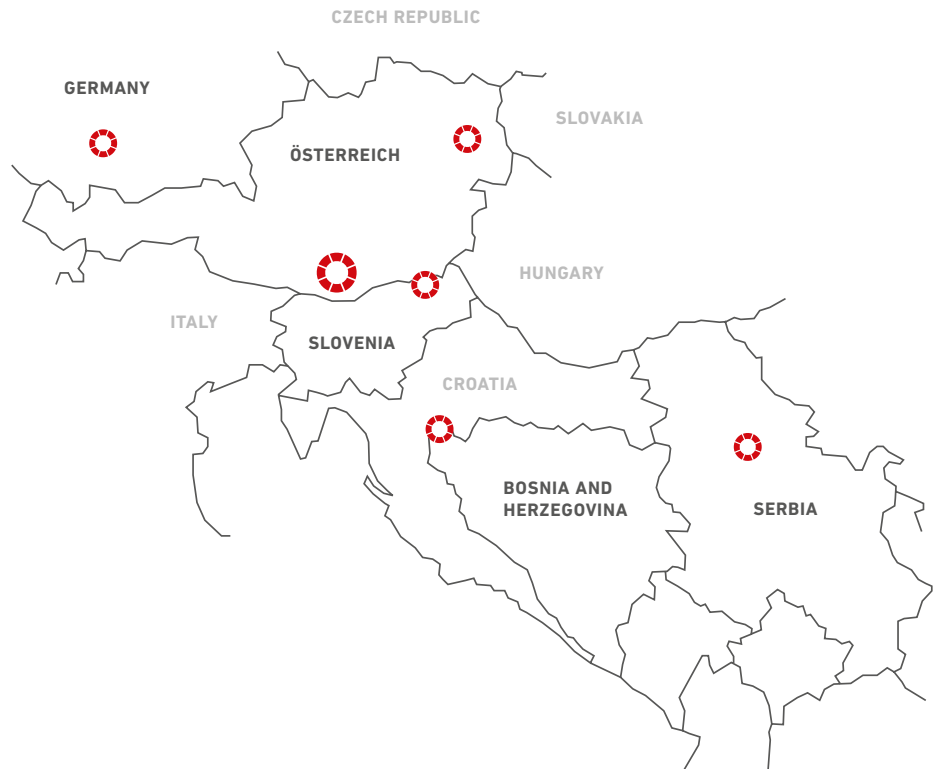 CZECH REPUBLIC
GERMANY
SLOVAKIA
ÖSTERREICH
HUNGARY
ITALY
SLOVENIA
CROATIA
BOSNIA AND
HERZEGOVINA
SERBIA